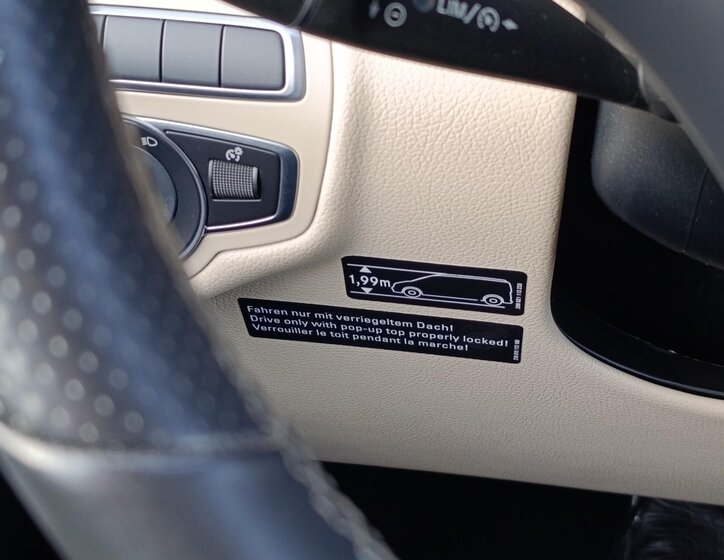 LIM/
1,99m
Fahren nur mit verriegeltem Dach!
Drive only with pop-up top properly locked!
Verrouiller le toit pendant la marche!